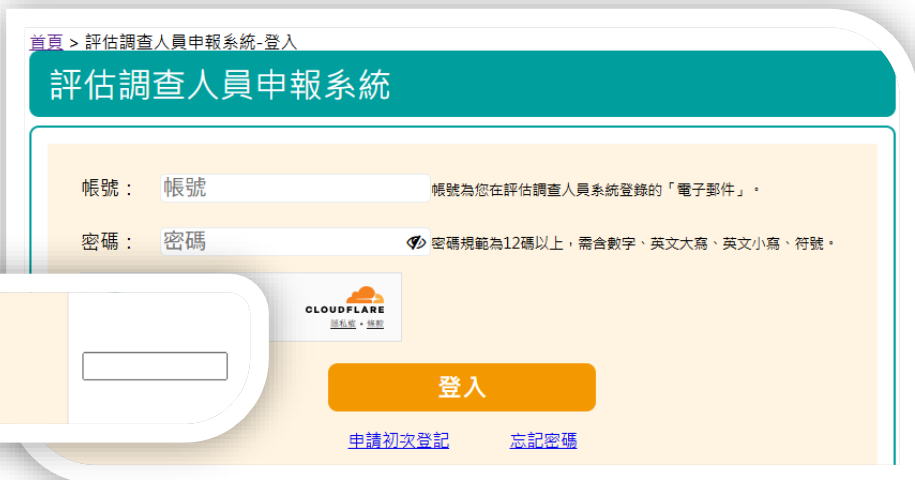 首頁 > 評估調查人員申報系統-登入
評估調查人員申報系統
帳號： 帳號 帳號為您在評估調查人員系統登錄的「電子郵件」。
密碼： 密碼 密碼規範為12碼以上，需含數字、英文大寫、英文小寫、符號。
CLOUDFLARE
隱私權 • 條款
登入
申請初次登記 忘記密碼